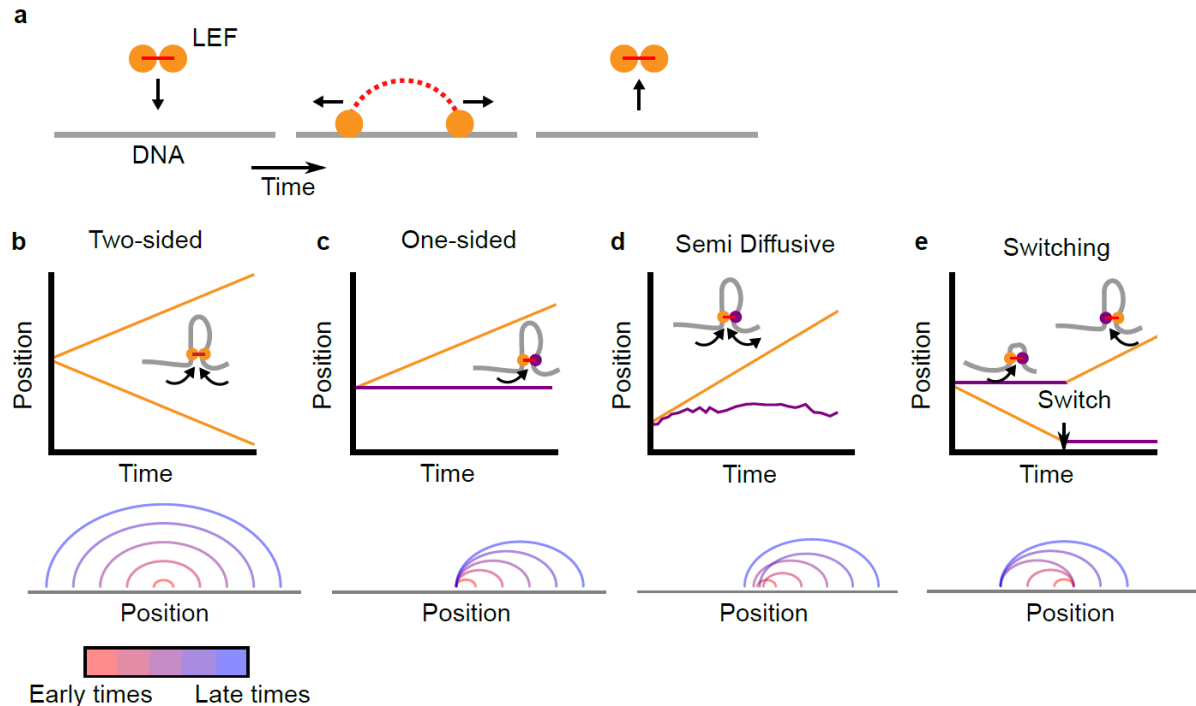 a
LEF
DNA
Time
b Two-sided
c One-sided
d Semi Diffusive
e Switching
Position
Time
Position
Time
Position
Time
Position
Switch
Time
Position
Position
Position
Position
Early times Late times